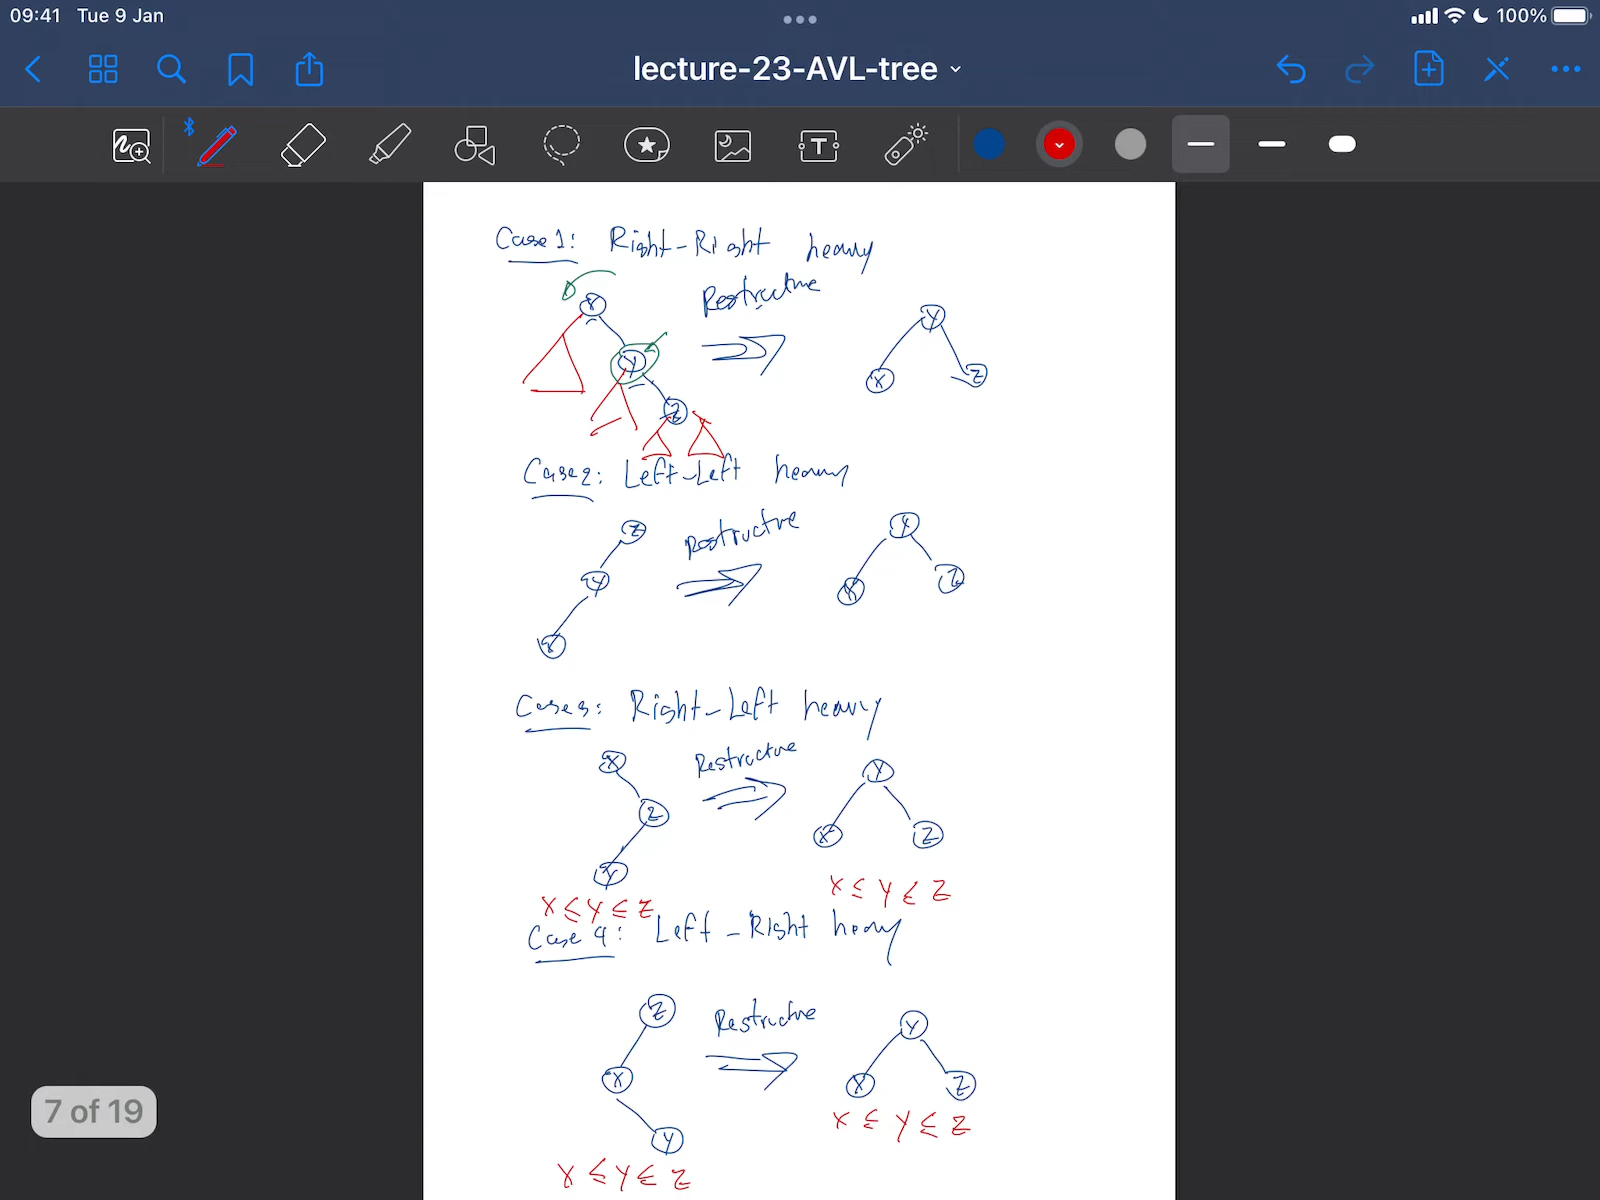 09:41 Tue 9 Jan
100%
lecture-23-AVL-tree
T
Case 1: Right-Right heavy
Restructure
X
Y
Z
Y
X
Z
Case 2: Left-Left heavy
Restructure
Z
Y
X
Y
X
Z
Case 3: Right-Left heavy
Restructure
X
Z
Y
Y
X
Z
X ≤ Y ≤ Z
X ≤ Y ≤ Z
Case 4: Left-Right heavy
Restructure
Z
X
Y
Y
X
Z
X ≤ Y ≤ Z
X ≤ Y ≤ Z
7 of 19